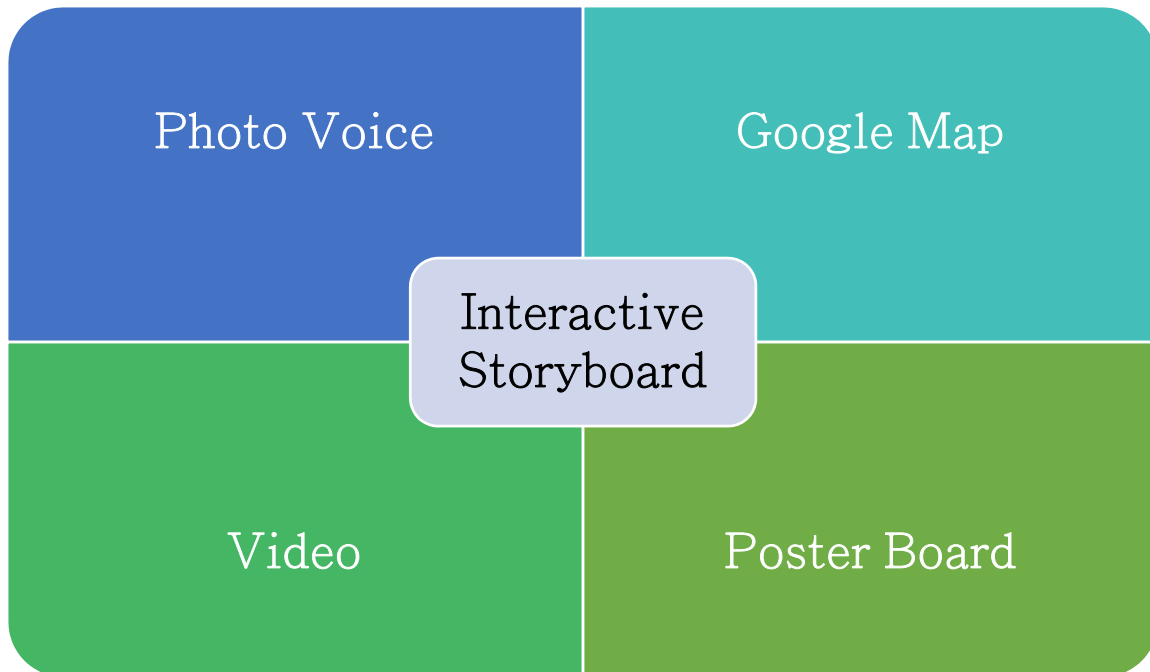 Photo Voice
Google Map
Interactive
Storyboard
Video
Poster Board